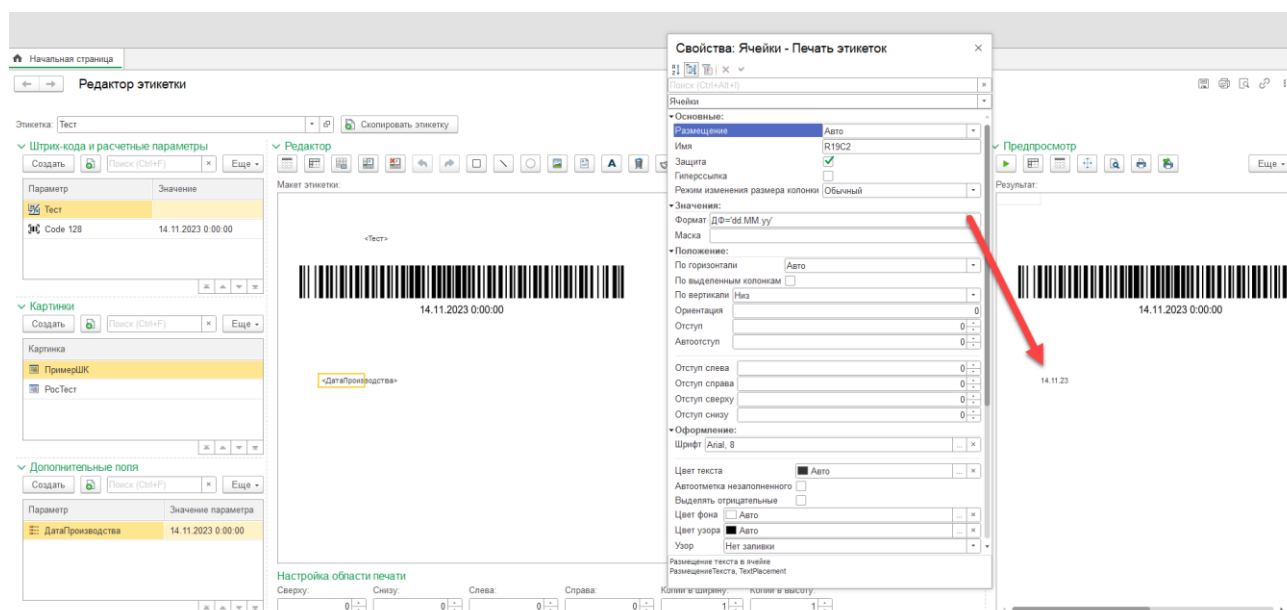 Начальная страница
Редактор этикетки
Этикетка: Тест
Скопировать этикетку
Штрих-кода и расчетные параметры
Создать
Поиск (Ctrl+F)
×
Еще
Параметр
Значение
Тест
Code 128
14.11.2023 0:00:00
Картинки
Создать
Поиск (Ctrl+F)
×
Еще
Картинка
ПримерШК
РосТест
Дополнительные поля
Создать
Поиск (Ctrl+F)
×
Еще
Параметр
Значение параметра
ДатаПроизводства
14.11.2023 0:00:00
Редактор
A
Макет этикетки:
<Тест>
14.11.2023 0:00:00
<ДатаПроизводства>
Настройка области печати
Сверху:
Снизу:
Слева:
Справа:
Копий в ширину:
Копий в высоту:
0
0
0
0
1
1
Свойства: Ячейки - Печать этикеток
×
Поиск (Ctrl+Alt+I)
×
Ячейки
Основные:
Размещение Авто
Имя R19C2
Защита
Гиперссылка
Режим изменения размера колонки Обычный
Значения:
Формат ДФ='dd.MM.yy'
Маска
Положение:
По горизонтали Авто
По выделенным колонкам
По вертикали Низ
Ориентация 0
Отступ 0
Автоотступ 0
Отступ слева 0
Отступ справа 0
Отступ сверху 0
Отступ снизу 0
Оформление:
Шрифт Arial, 8 ... ×
Цвет текста Авто ... ×
Автоотметка незаполненного
Выделять отрицательные
Цвет фона Авто ... ×
Цвет узора Авто ... ×
Узор Нет заливки
Размещение текста в ячейке
РазмещениеТекста, TextPlacement
Предпросмотр
Еще
Результат:
14.11.2023 0:00:00
14.11.23